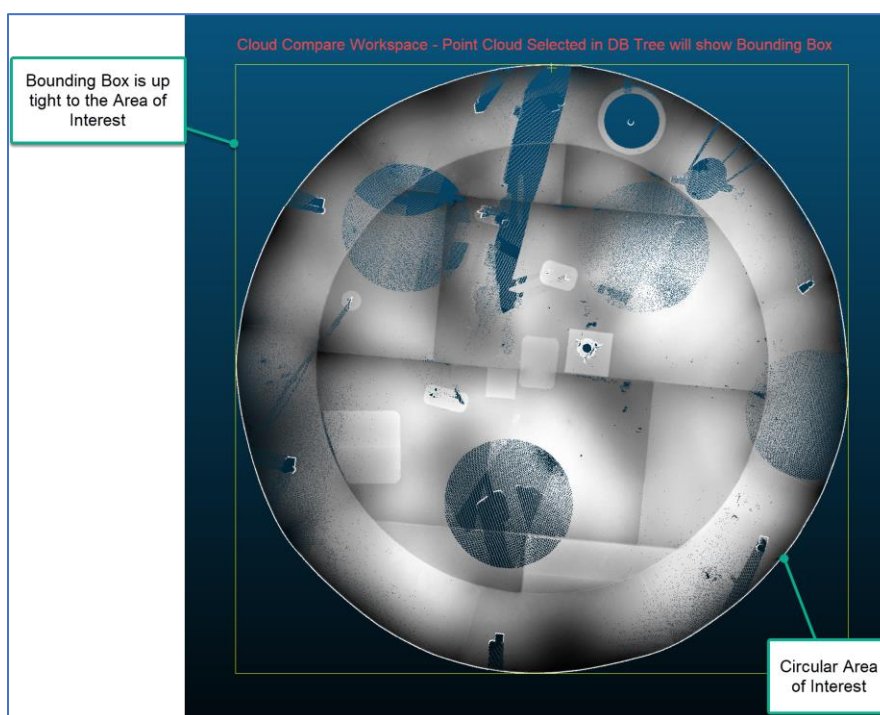 Cloud Compare Workspace - Point Cloud Selected in DB Tree will show Bounding Box
Bounding Box is up
tight to the Area of
Interest
Circular Area
of Interest